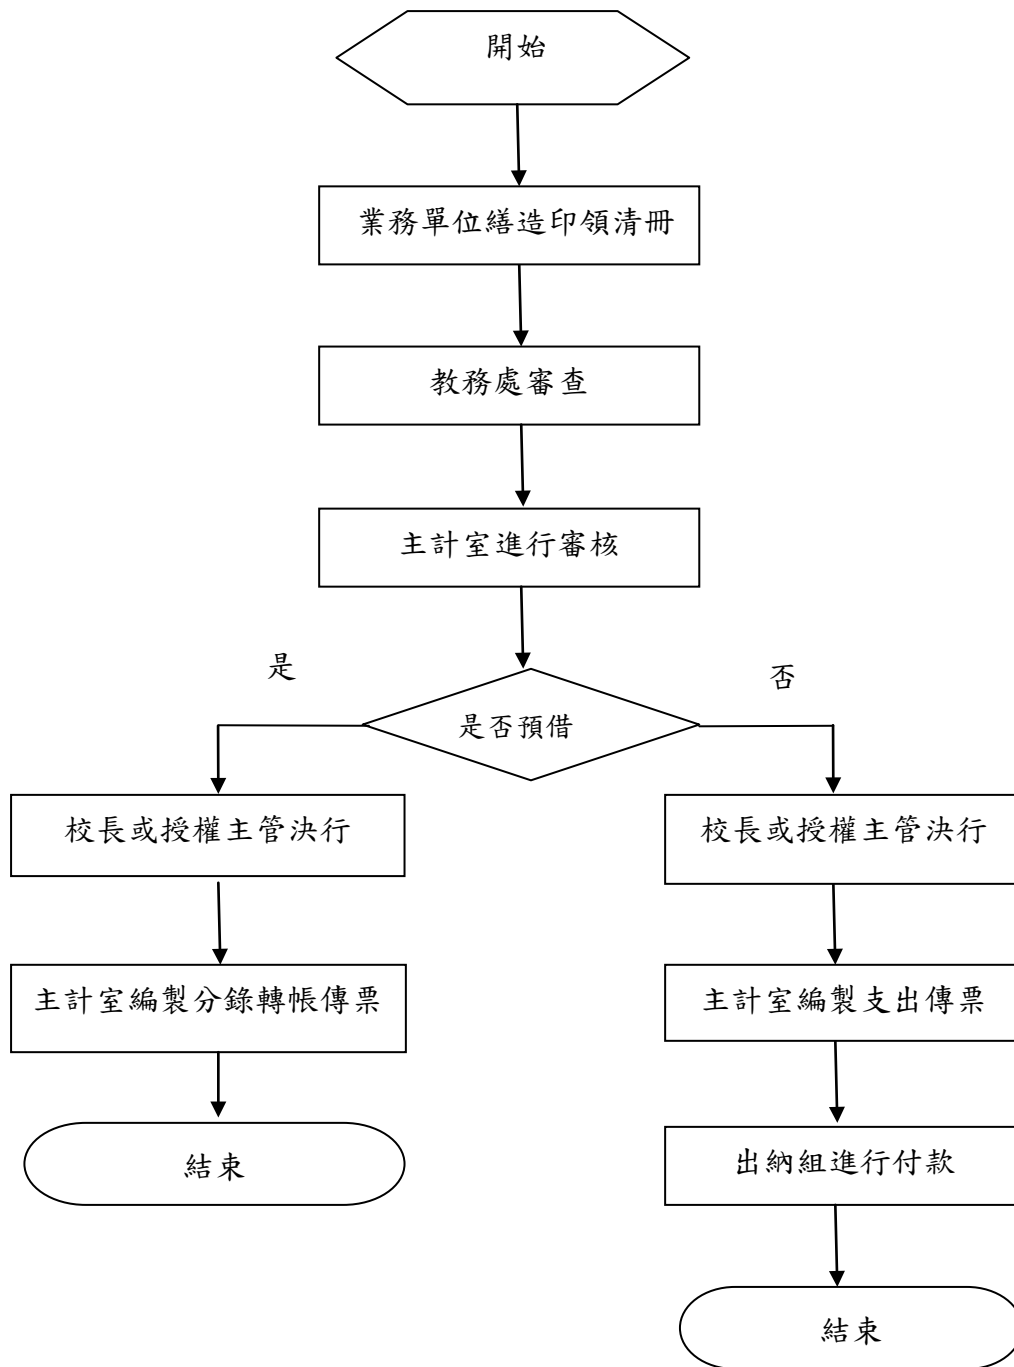 開始
業務單位繕造印領清冊
教務處審查
主計室進行審核
是
否
是否預借
校長或授權主管決行
校長或授權主管決行
主計室編製分錄轉帳傳票
主計室編製支出傳票
結束
出納組進行付款
結束